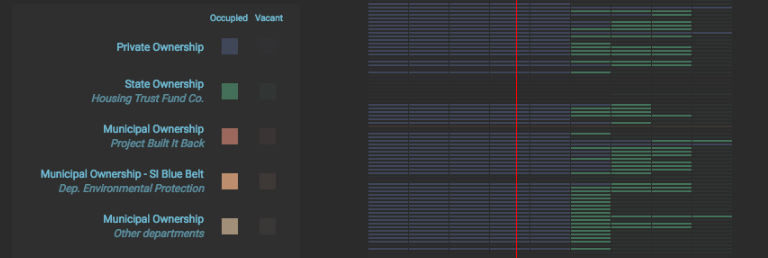 Occupied Vacant
Private Ownership
State Ownership
Housing Trust Fund Co.
Municipal Ownership
Project Built It Back
Municipal Ownership - SI Blue Belt
Dep. Environmental Protection
Municipal Ownership
Other departments